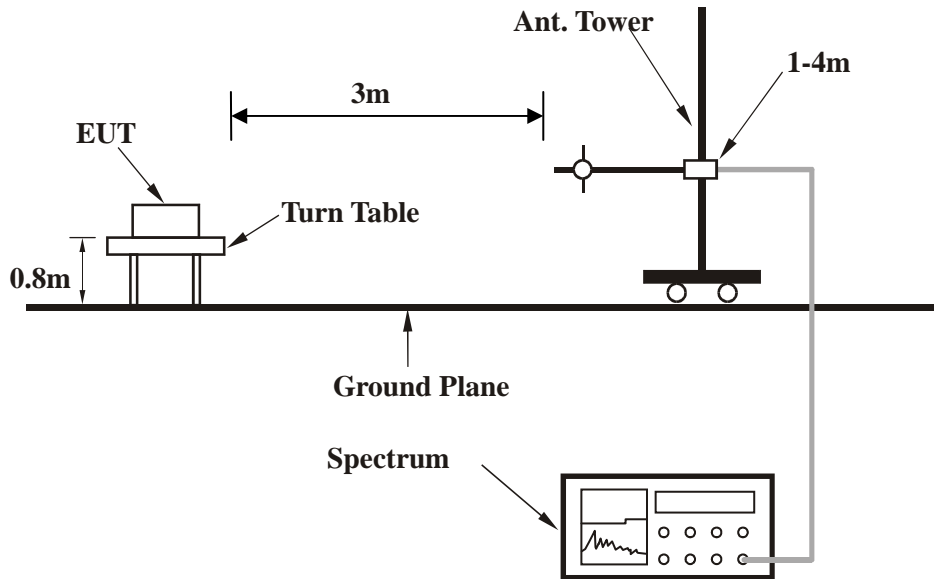 Ant. Tower
1-4m
3m
EUT
Turn Table
0.8m
Ground Plane
Spectrum